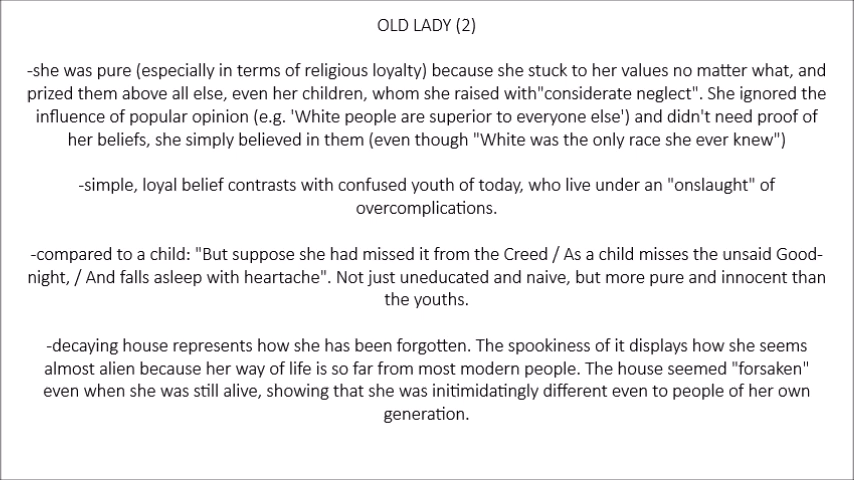 OLD LADY (2)
-she was pure (especially in terms of religious loyalty) because she stuck to her values no matter what, and
prized them above all else, even her children, whom she raised with"considerate neglect". She ignored the
influence of popular opinion (e.g. 'White people are superior to everyone else') and didn't need proof of
her beliefs, she simply believed in them (even though "White was the only race she ever knew")
-simple, loyal belief contrasts with confused youth of today, who live under an "onslaught" of
overcomplications.
-compared to a child: "But suppose she had missed it from the Creed / As a child misses the unsaid Good-
night, / And falls asleep with heartache". Not just uneducated and naive, but more pure and innocent than
the youths.
-decaying house represents how she has been forgotten. The spookiness of it displays how she seems
almost alien because her way of life is so far from most modern people. The house seemed "forsaken"
even when she was still alive, showing that she was initimidatingly different even to people of her own
generation.